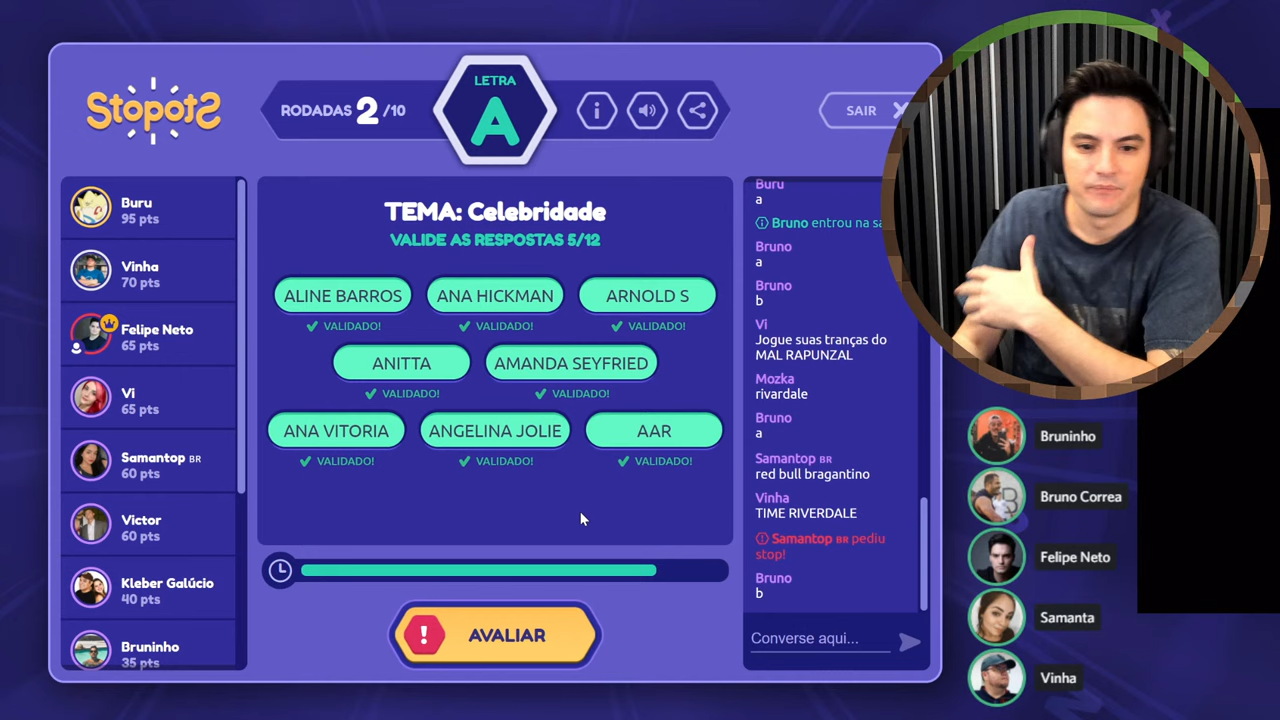 StopotS
RODADAS 2/10
LETRA
A
SAIR
Buru
95 pts
Vinha
70 pts
Felipe Neto
65 pts
Vi
65 pts
Samantop BR
60 pts
Victor
60 pts
Kleber Galúcio
40 pts
Bruninho
35 pts
TEMA: Celebridade
VALIDE AS RESPOSTAS 5/12
ALINE BARROS
ANA HICKMAN
ARNOLD S
VALIDADO!
VALIDADO!
VALIDADO!
ANITTA
AMANDA SEYFRIED
VALIDADO!
VALIDADO!
ANA VITORIA
ANGELINA JOLIE
AAR
VALIDADO!
VALIDADO!
VALIDADO!
! AVALIAR
Buru
a
Bruno entrou na sa
Bruno
a
Bruno
b
Vi
Jogue suas tranças do
MAL RAPUNZAL
Mozka
rivardale
Bruno
a
Samantop BR
red bull bragantino
Vinha
TIME RIVERDALE
Samantop BR pediu
stop!
Bruno
b
Converse aqui...
Bruninho
Bruno Correa
Felipe Neto
Samanta
Vinha